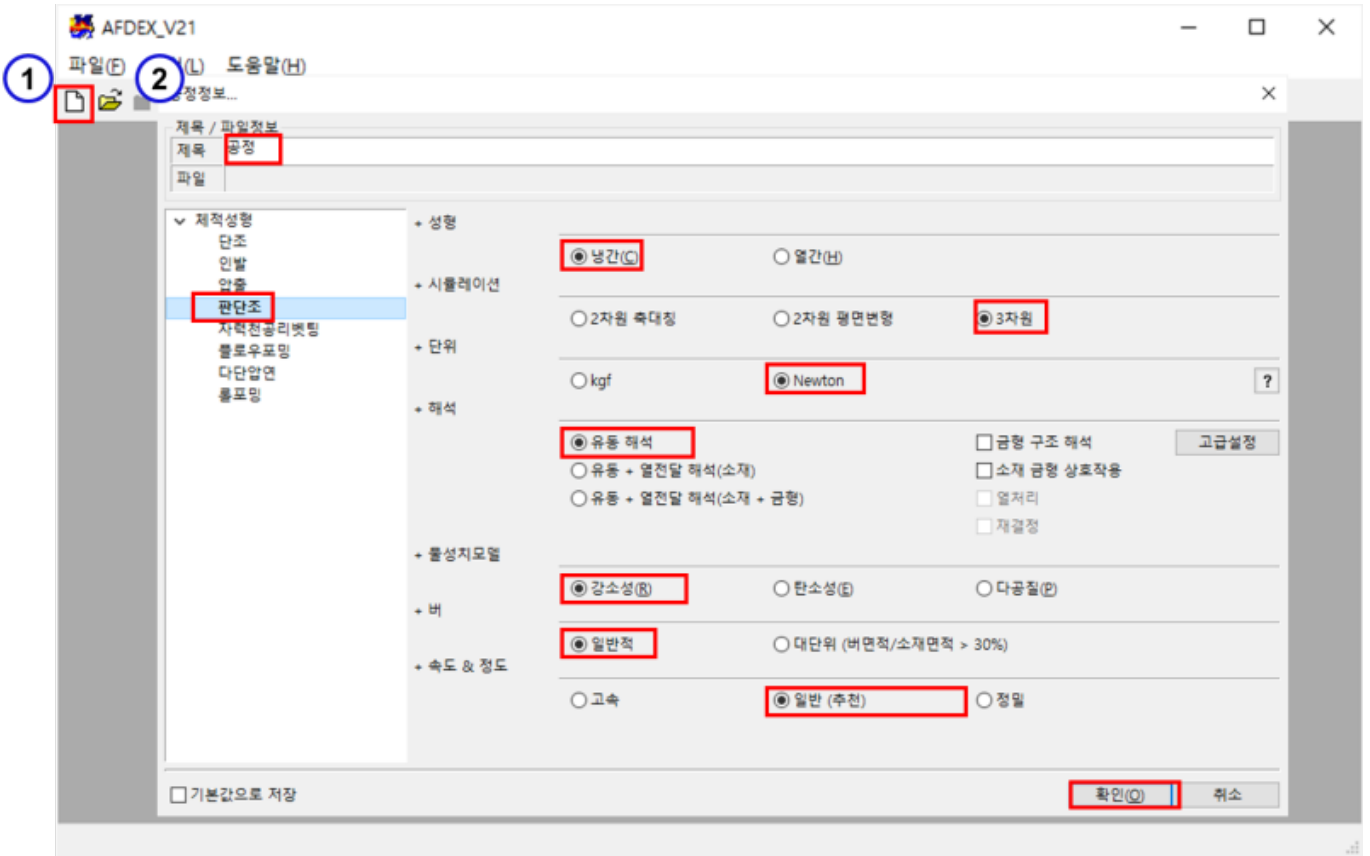 AFDEX_V21
파일(F) (L) 도움말(H)
1
2
공정정보...
제목 / 파일정보
제목 공정
파일
체적성형
단조
인발
압출
판단조
자력천공리벳팅
플로우포밍
다단압연
롤포밍
+ 성형
냉간(C) 열간(H)
+ 시뮬레이션
2차원 축대칭 2차원 평면변형 3차원
+ 단위
kgf Newton ?
+ 해석
유동 해석 금형 구조 해석 고급설정
유동 + 열전달 해석(소재) 소재 금형 상호작용
유동 + 열전달 해석(소재 + 금형) 열처리
재결정
+ 물성치모델
강소성(R) 탄소성(E) 다공질(P)
+ 버
일반적 대단위 (버면적/소재면적 > 30%)
+ 속도 & 정도
고속 일반 (추천) 정밀
기본값으로 저장 확인(O) 취소